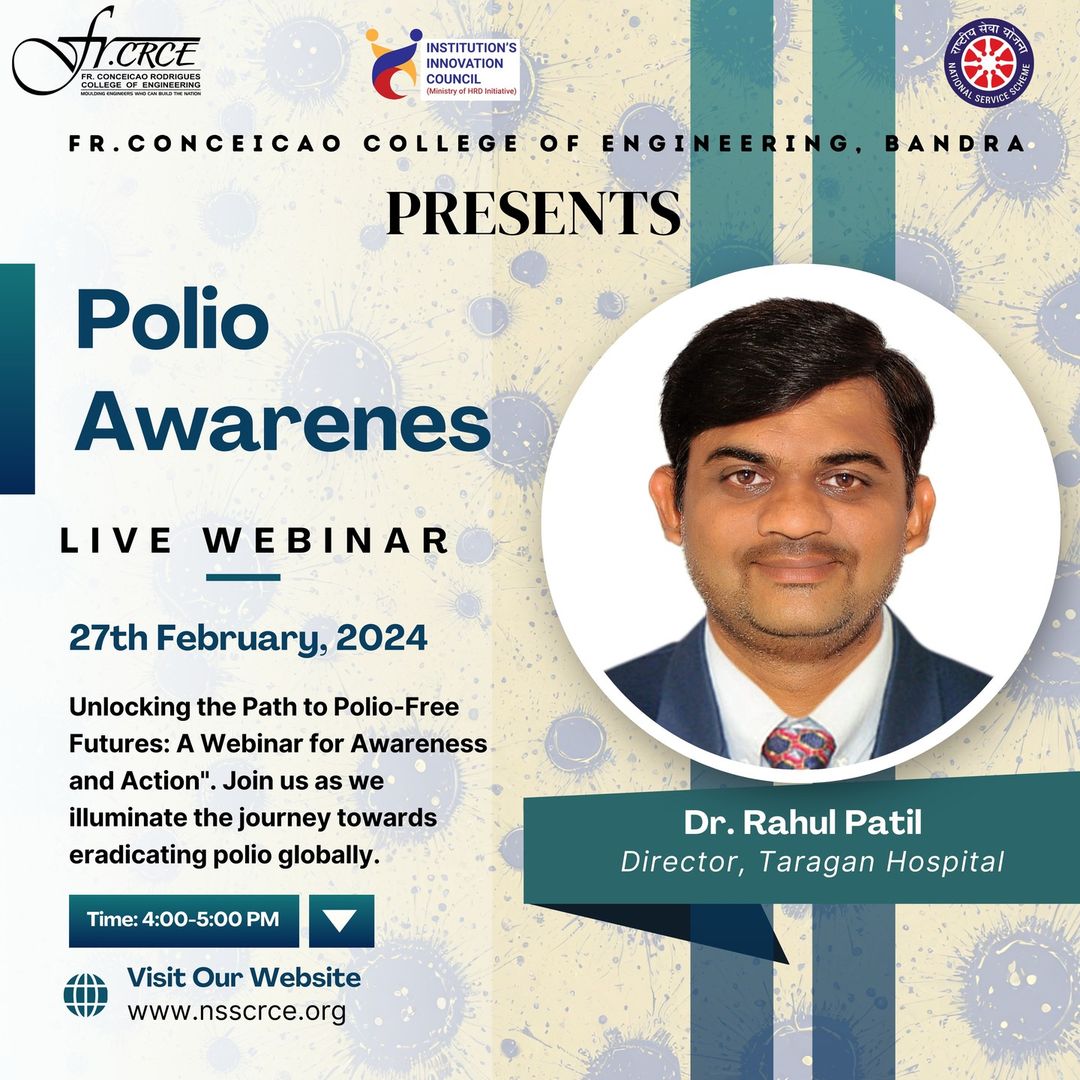 Fr.CRCE
FR. CONCEICAO RODRIGUES
COLLEGE OF ENGINEERING
MOULDING ENGINEERS WHO CAN BUILD THE NATION
INSTITUTION'S
INNOVATION
COUNCIL
(Ministry of HRD Initiative)
राष्ट्रीय सेवा योजना
NATIONAL SERVICE SCHEME
FR.CONCEICAO COLLEGE OF ENGINEERING, BANDRA
PRESENTS
Polio
Awarenes
LIVE WEBINAR
27th February, 2024
Unlocking the Path to Polio-Free
Futures: A Webinar for Awareness
and Action". Join us as we
illuminate the journey towards
eradicating polio globally.
Time: 4:00-5:00 PM
Visit Our Website
www.nsscrce.org
Dr. Rahul Patil
Director, Taragan Hospital